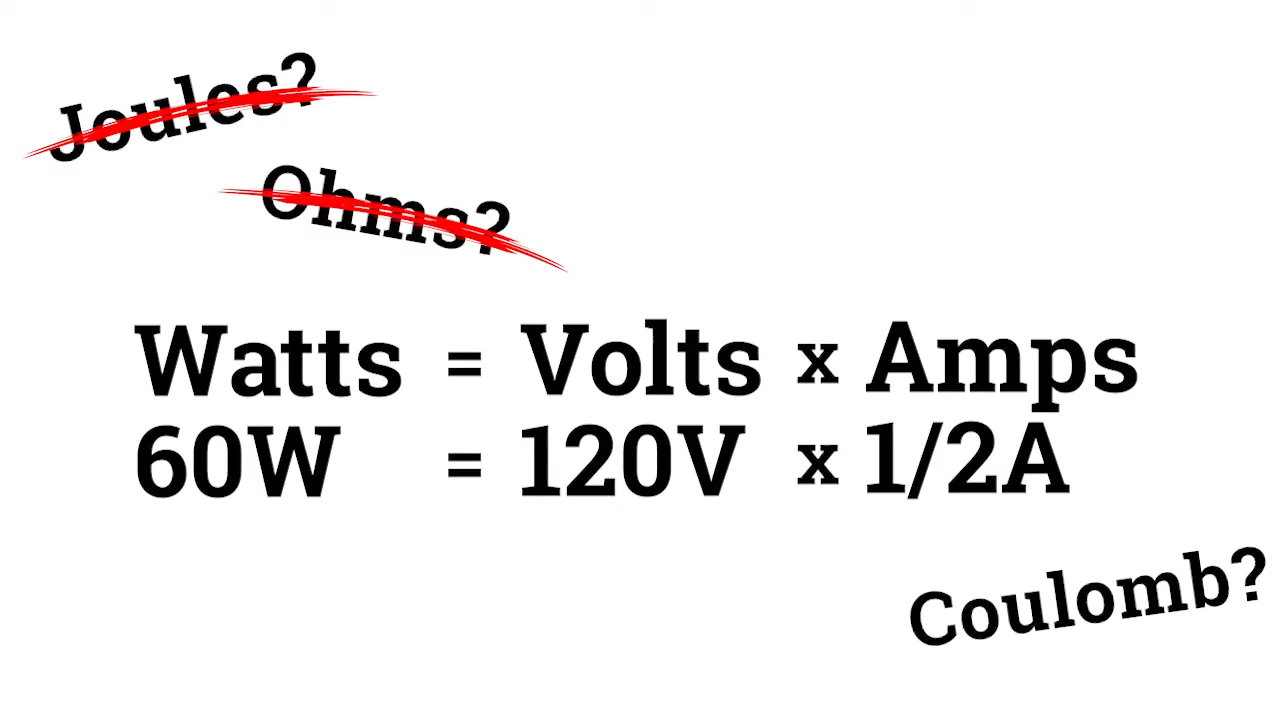 Joules?
Ohms?
Watts = Volts x Amps
60W = 120V x 1/2A
Coulomb?